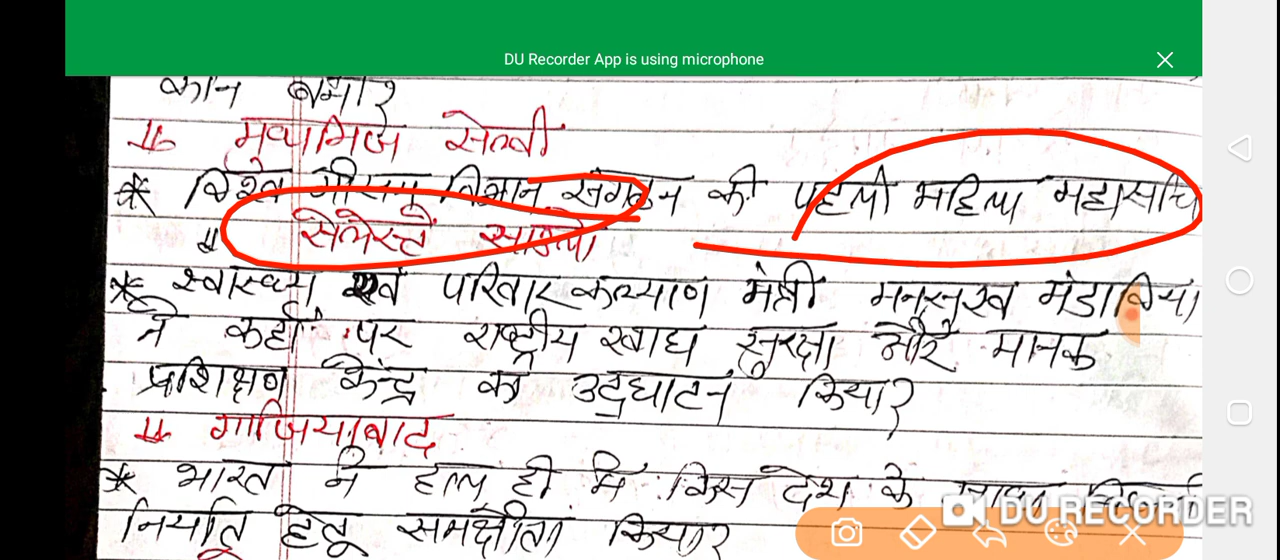 DU Recorder App is using microphone
कौन बनी?
मुथामिज सेल्वी
* विश्व मौसम विज्ञान संगठन की पहली महिला महासचि
सेलेस्टे साउलो
* स्वास्थ्य एवं परिवार कल्याण मंत्री मनसुख मंडाविया
ने कहाँ पर राष्ट्रीय खाद्य सुरक्षा और मानक
प्रशिक्षण केंद्र का उद्घाटन किया?
गाजियाबाद
* भारत ने हाल ही में किस देश के साथ
निर्यात हेतू समझौता किया?
DU RECORDER